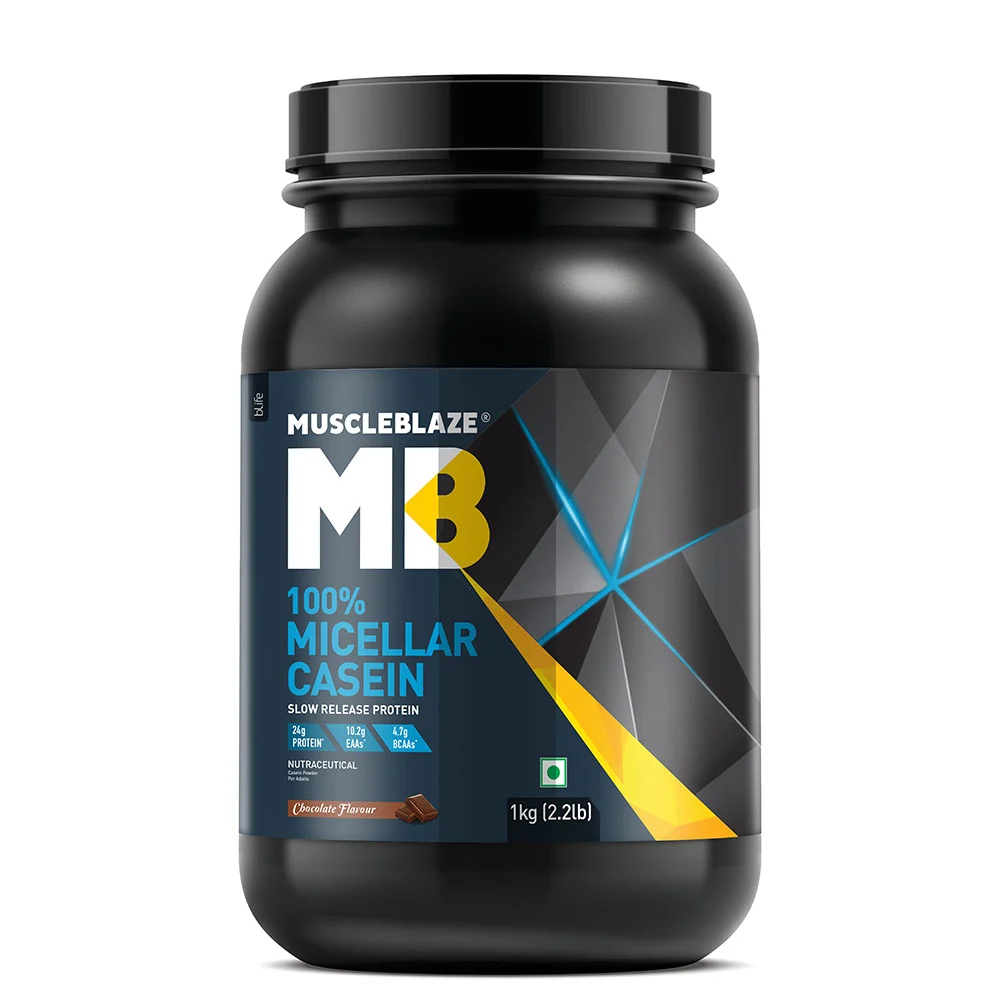 bLife
MUSCLEBLAZE®
MB
100%
MICELLAR
CASEIN
SLOW RELEASE PROTEIN
24g
PROTEIN*
10.2g
EAAs*
4.7g
BCAAs*
NUTRACEUTICAL
Casein Powder
For Adults
Chocolate Flavour
1kg (2.2lb)